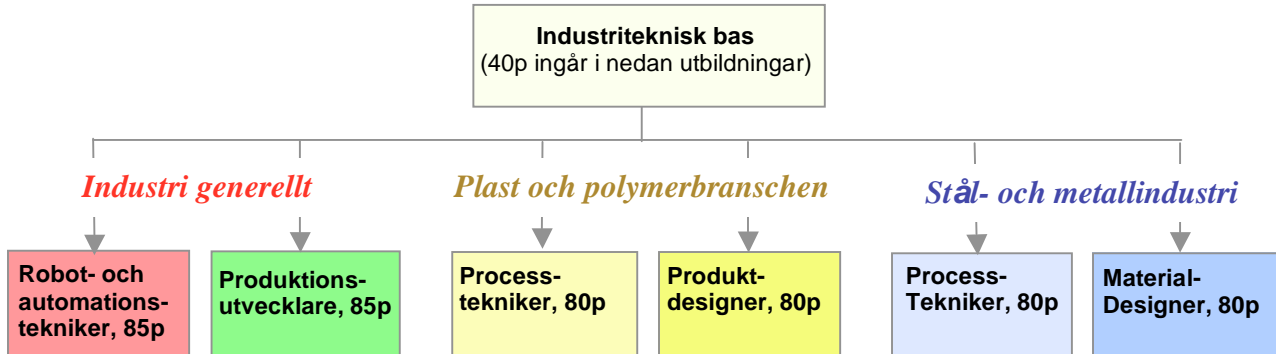 Industriteknisk bas
(40p ingår i nedan utbildningar)
Industri generellt
Plast och polymerbranschen
Stål- och metallindustri
Robot- och
automations-
tekniker, 85p
Produktions-
utvecklare, 85p
Process-
tekniker, 80p
Produkt-
designer, 80p
Process-
Tekniker, 80p
Material-
Designer, 80p